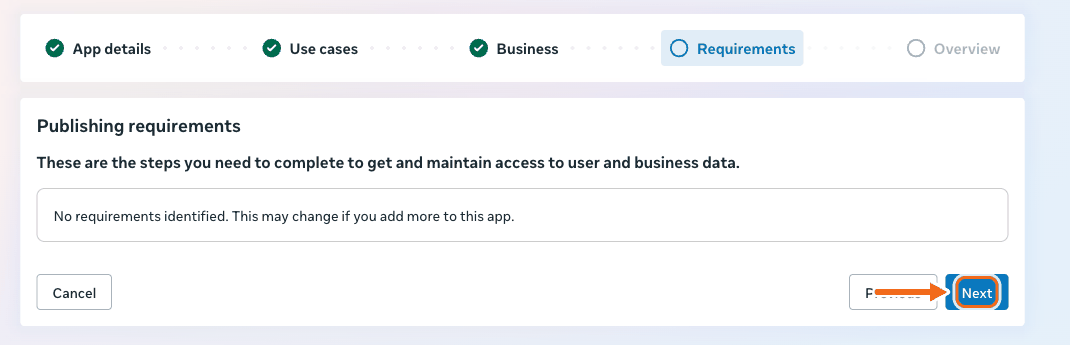 App details
Use cases
Business
Requirements
Overview
Publishing requirements
These are the steps you need to complete to get and maintain access to user and business data.
No requirements identified. This may change if you add more to this app.
Cancel
Next